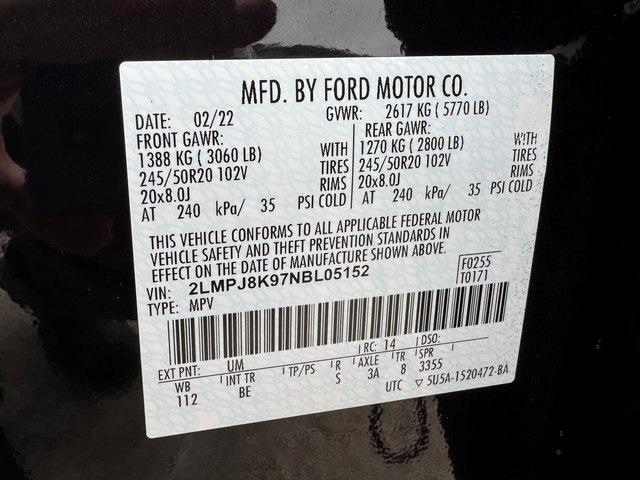 MFD. BY FORD MOTOR CO.
DATE: 02/22 GVWR: 2617 KG ( 5770 LB)
FRONT GAWR: REAR GAWR:
1388 KG ( 3060 LB) WITH 1270 KG ( 2800 LB) WITH
245/50R20 102V TIRES 245/50R20 102V TIRES
20x8.0J RIMS 20x8.0J RIMS
AT 240 kPa/ 35 PSI COLD AT 240 kPa/ 35 PSI COLD
THIS VEHICLE CONFORMS TO ALL APPLICABLE FEDERAL MOTOR
VEHICLE SAFETY AND THEFT PREVENTION STANDARDS IN
EFFECT ON THE DATE OF MANUFACTURE SHOWN ABOVE.
VIN: 2LMPJ8K97NBL05152 F0255
TYPE: MPV T0171
EXT PNT: UM RC: 14 DSO:
WB INT TR TP/PS R AXLE TR SPR
112 BE S 3A 8 3355
UTC ▽ 5U5A-1520472-BA